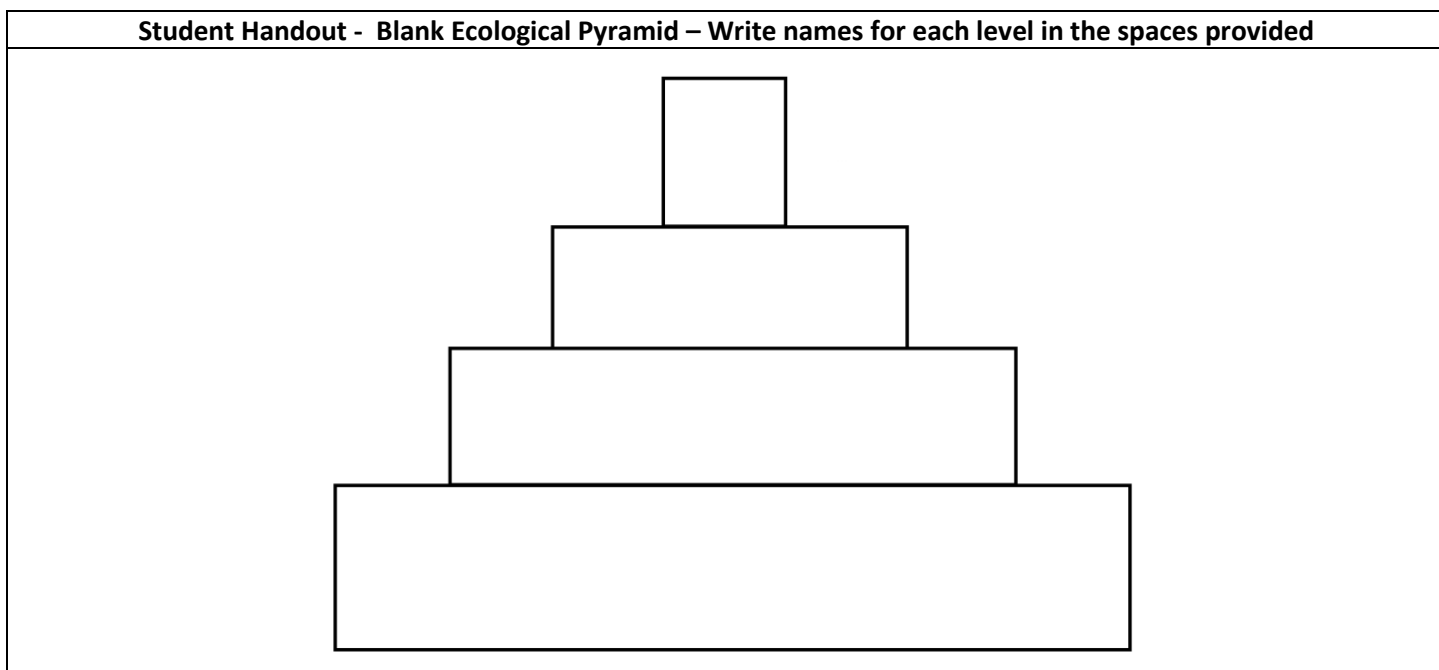 Student Handout -  Blank Ecological Pyramid – Write names for each level in the spaces provided